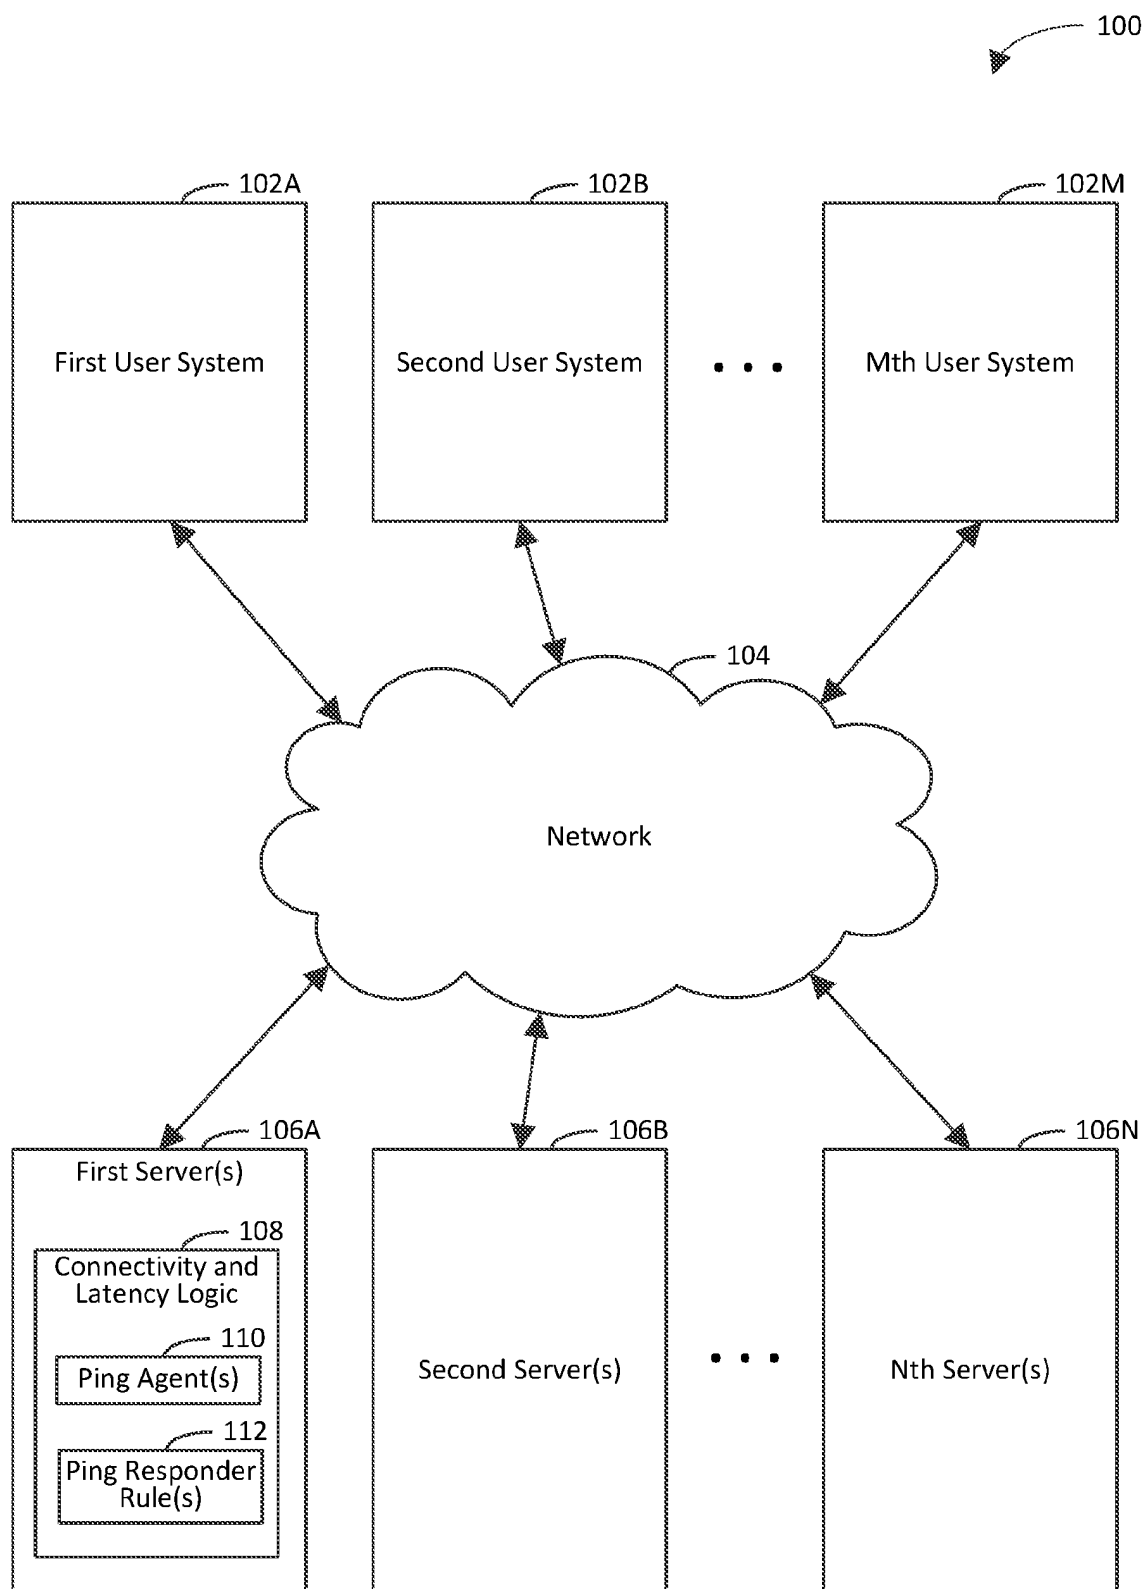 100
102A
102B
102M
First User System
Second User System
Mth User System
104
Network
106A
106B
106N
First Server(s)
108
Connectivity and
Latency Logic
110
Ping Agent(s)
Second Server(s)
Nth Server(s)
112
Ping Responder
Rule(s)